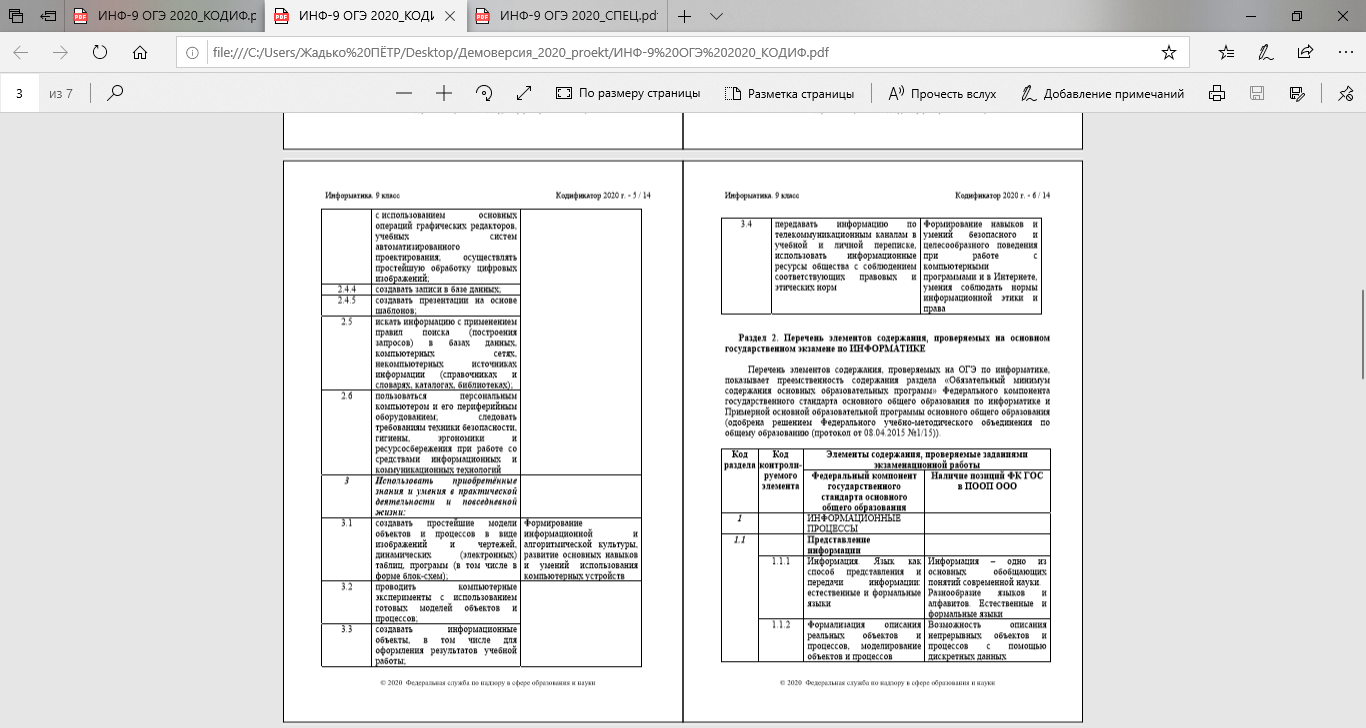 ИНФ-9 ОГЭ 2020_КОДИФ.p
ИНФ-9 ОГЭ 2020_КОДИ
ИНФ-9 ОГЭ 2020_СПЕЦ.pd
file:///C:/Users/Жадько%20ПЁТР/Desktop/Демоверсия_2020_proekt/ИНФ-9%20ОГЭ%202020_КОДИФ.pdf
3 из 7
По размеру страницы
Разметка страницы
Прочесть вслух
Добавление примечаний
Информатика. 9 класс
Кодификатор 2020 г. - 5 / 14
с использованием основных
операций графических редакторов,
учебных систем
автоматизированного
проектирования; осуществлять
простейшую обработку цифровых
изображений;
2.4.4 создавать записи в базе данных;
2.4.5 создавать презентации на основе
шаблонов;
2.5 искать информацию с применением
правил поиска (построения
запросов) в базах данных,
компьютерных сетях,
некомпьютерных источниках
информации (справочниках и
словарях, каталогах, библиотеках);
2.6 пользоваться персональным
компьютером и его периферийным
оборудованием; следовать
требованиям техники безопасности,
гигиены, эргономики и
ресурсосбережения при работе со
средствами информационных и
коммуникационных технологий
3 Использовать приобретённые
знания и умения в практической
деятельности и повседневной
жизни:
3.1 создавать простейшие модели
объектов и процессов в виде
изображений и чертежей,
динамических (электронных)
таблиц, программ (в том числе в
форме блок-схем);
Формирование
информационной и
алгоритмической культуры,
развитие основных навыков
и умений использования
компьютерных устройств
3.2 проводить компьютерные
эксперименты с использованием
готовых моделей объектов и
процессов;
3.3 создавать информационные
объекты, в том числе для
оформления результатов учебной
работы;
© 2020 Федеральная служба по надзору в сфере образования и науки
Информатика. 9 класс
Кодификатор 2020 г. - 6 / 14
3.4 передавать информацию по
телекоммуникационным каналам в
учебной и личной переписке,
использовать информационные
ресурсы общества с соблюдением
соответствующих правовых и
этических норм
Формирование навыков и
умений безопасного и
целесообразного поведения
при работе с
компьютерными
программами и в Интернете,
умения соблюдать нормы
информационной этики и
права
Раздел 2. Перечень элементов содержания, проверяемых на основном
государственном экзамене по ИНФОРМАТИКЕ
Перечень элементов содержания, проверяемых на ОГЭ по информатике,
показывает преемственность содержания раздела «Обязательный минимум
содержания основных образовательных программ» Федерального компонента
государственного стандарта основного общего образования по информатике и
Примерной основной образовательной программы основного общего образования
(одобрена решением Федерального учебно-методического объединения по
общему образованию (протокол от 08.04.2015 №1/15)).
Код
раздела
Код
контроли-
руемого
элемента
Элементы содержания, проверяемые заданиями
экзаменационной работы
Федеральный компонент
государственного
стандарта основного
общего образования
Наличие позиций ФК ГОС
в ПООП ООО
1 ИНФОРМАЦИОННЫЕ
ПРОЦЕССЫ
1.1 Представление
информации
1.1.1 Информация. Язык как
способ представления и
передачи информации:
естественные и формальные
языки
Информация – одно из
основных обобщающих
понятий современной науки.
Разнообразие языков и
алфавитов. Естественные и
формальные языки
1.1.2 Формализация описания
реальных объектов и
процессов, моделирование
объектов и процессов
Возможность описания
непрерывных объектов и
процессов с помощью
дискретных данных
© 2020 Федеральная служба по надзору в сфере образования и науки